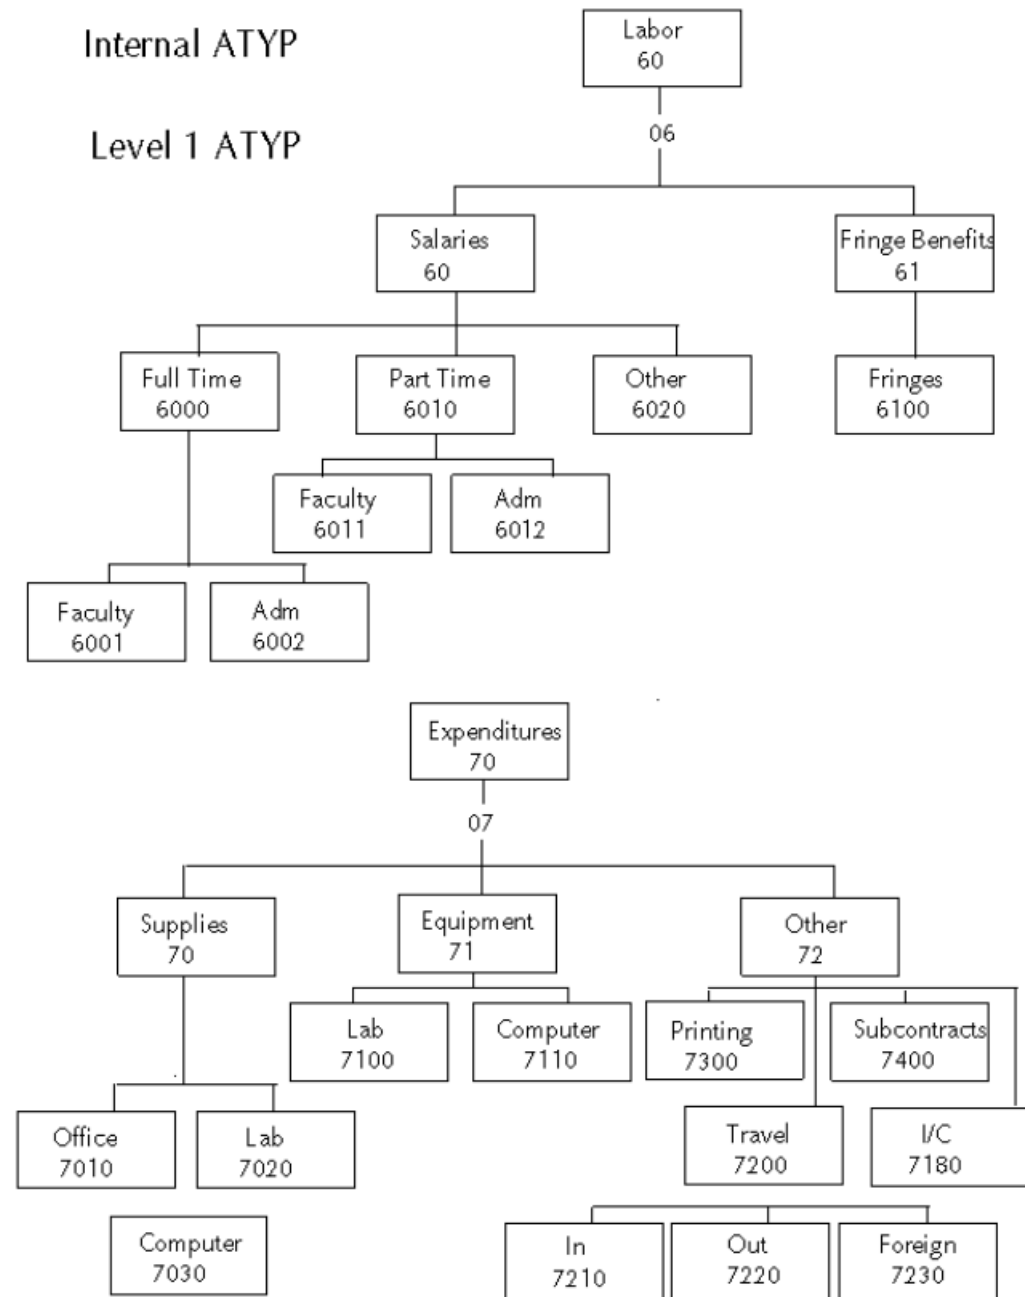 Internal ATYP
Labor
60
Level 1 ATYP
06
Salaries
60
Fringe Benefits
61
Full Time
6000
Part Time
6010
Other
6020
Fringes
6100
Faculty
6011
Adm
6012
Faculty
6001
Adm
6002
Expenditures
70
07
Supplies
70
Equipment
71
Other
72
Lab
7100
Computer
7110
Printing
7300
Subcontracts
7400
Office
7010
Lab
7020
Travel
7200
I/C
7180
Computer
7030
In
7210
Out
7220
Foreign
7230